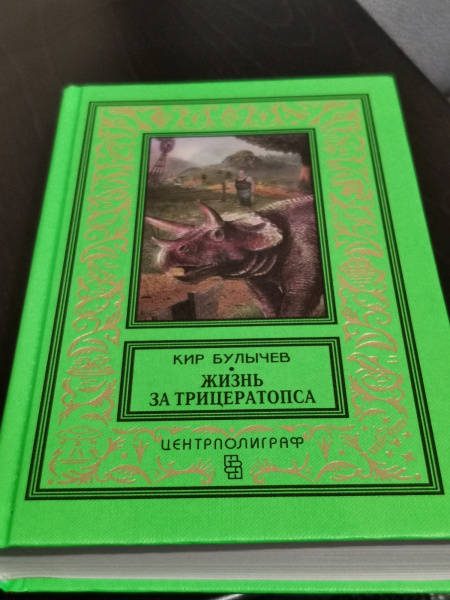 КИР БУЛЫЧЕВ
ЖИЗНЬ
ЗА ТРИЦЕРАТОПСА
ЦЕНТРПОЛИГРАФ